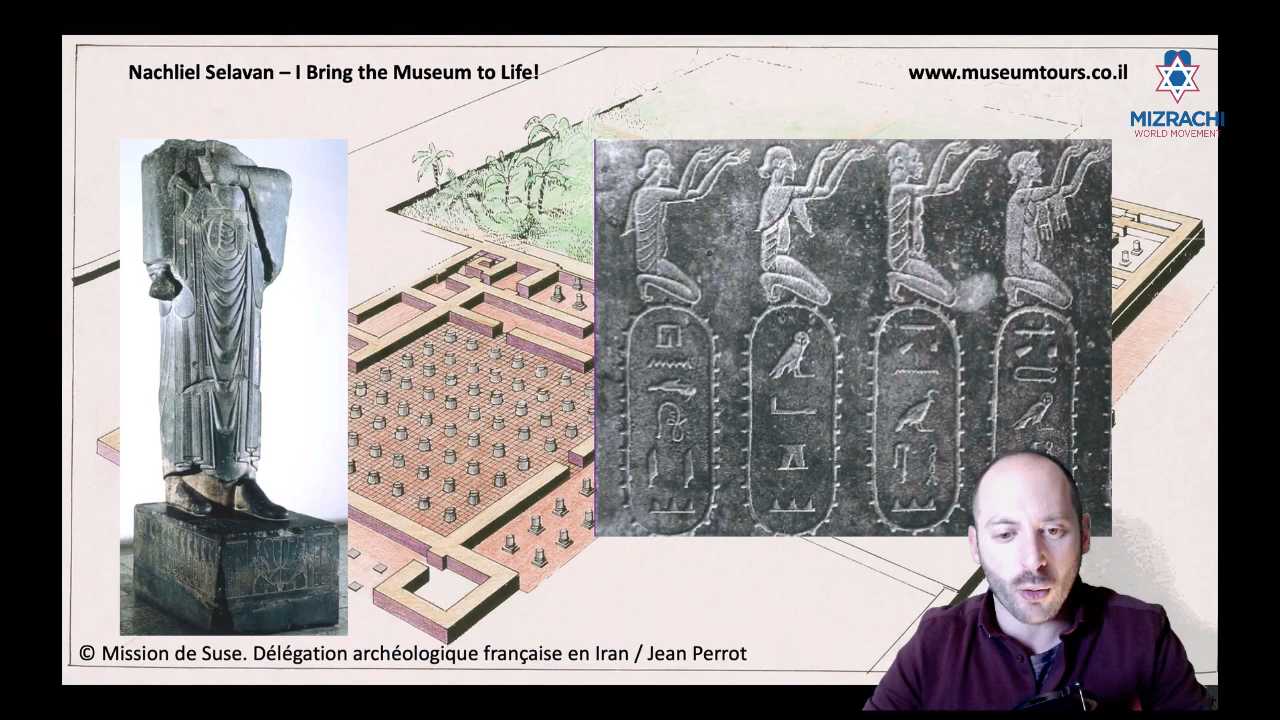 Nachliel Selavan – I Bring the Museum to Life!
www.museumtours.co.il
MIZRACHI
WORLD MOVEMENT
© Mission de Suse. Délégation archéologique française en Iran / Jean Perrot